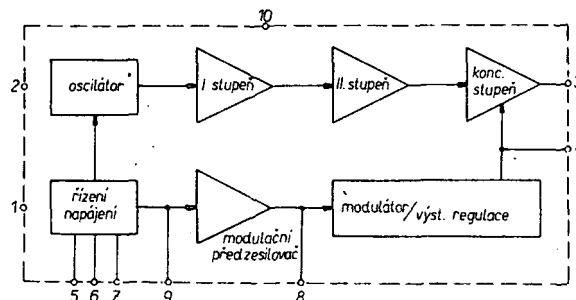 10
2
oscilátor
I stupeň
II. stupeň
konc.
stupeň
1
řízení
napájení
modulační
předzesilovač
modulátor/výst. regulace
5
6
7
9
8